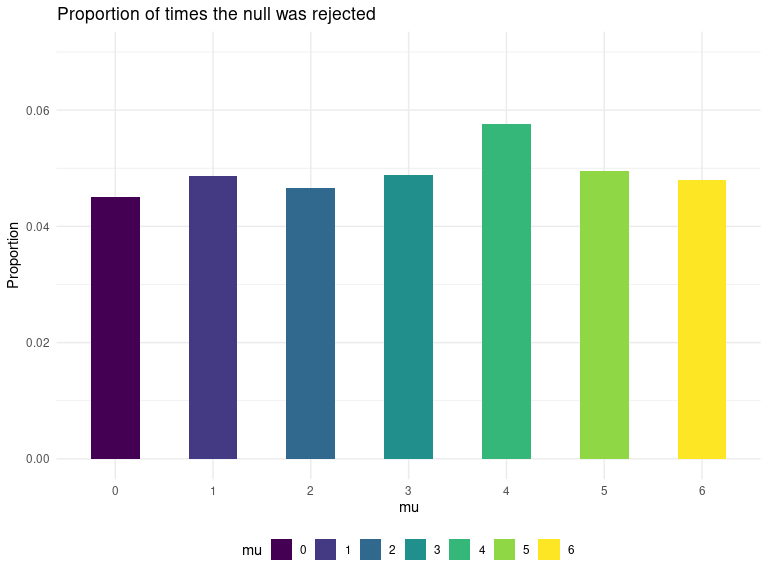 Proportion of times the null was rejected
Proportion
0.06
0.04
0.02
0.00
0 1 2 3 4 5 6
mu
mu 0 1 2 3 4 5 6